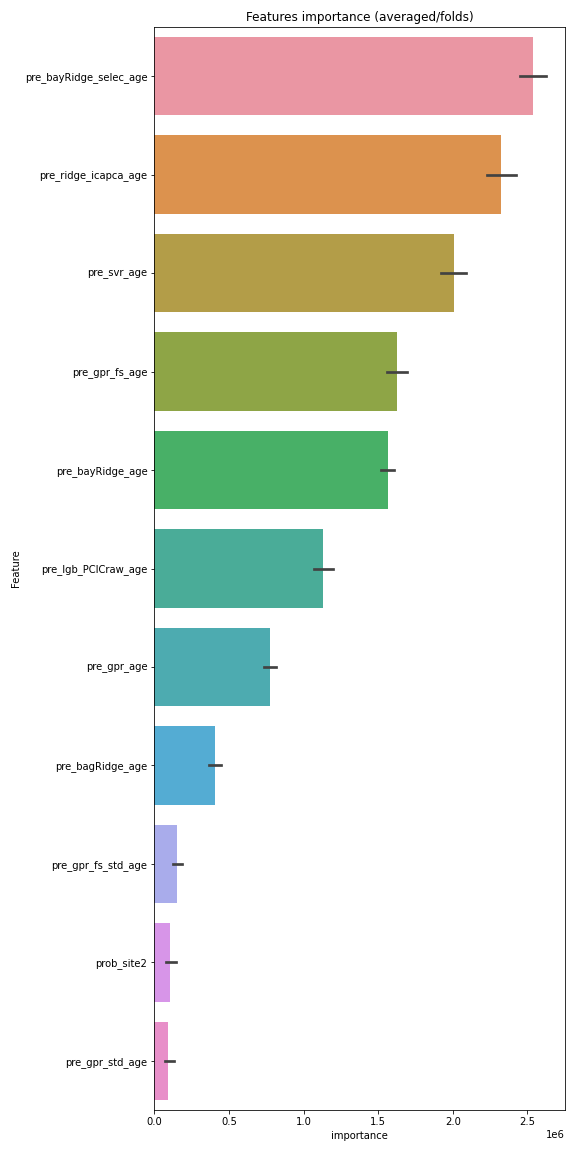 Features importance (averaged/folds)
pre_bayRidge_selec_age
pre_ridge_icapca_age
pre_svr_age
pre_gpr_fs_age
pre_bayRidge_age
pre_lgb_PCICraw_age
pre_gpr_age
pre_bagRidge_age
pre_gpr_fs_std_age
prob_site2
pre_gpr_std_age
Feature
0.0 0.5 1.0 1.5 2.0 2.5
1e6
importance